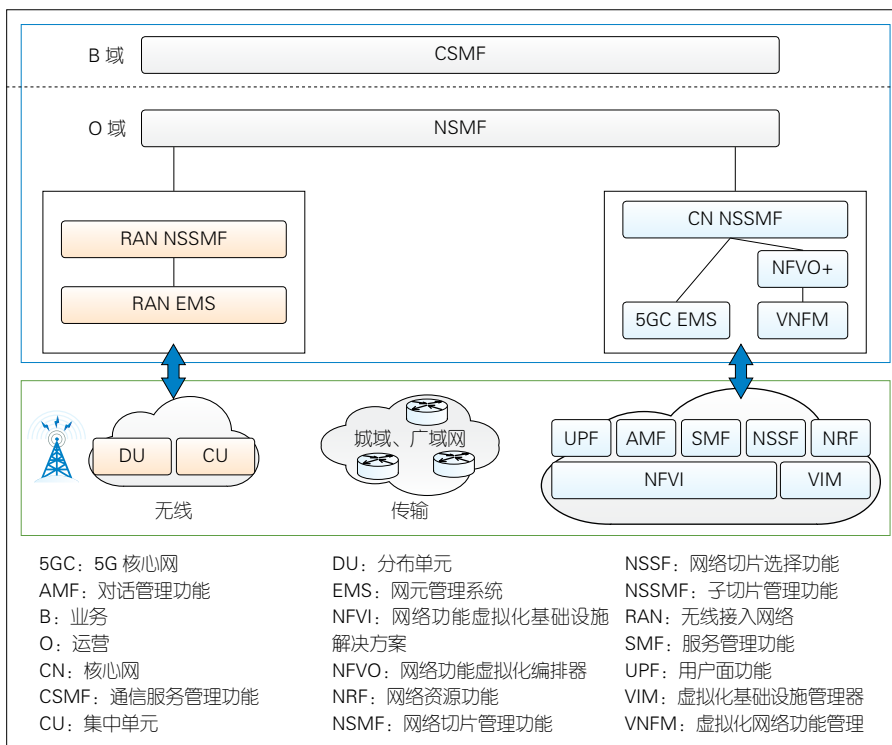 B 域
CSMF
O 域
NSMF
RAN NSSMF
RAN EMS
CN NSSMF
NFVO+
5GC EMS
VNFM
DU
CU
无线
城域、广域网
传输
UPF
AMF
SMF
NSSF
NRF
NFVI
VIM
5GC：5G 核心网
AMF：对话管理功能
B：业务
O：运营
CN：核心网
CSMF：通信服务管理功能
CU：集中单元
DU：分布单元
EMS：网元管理系统
NFVI：网络功能虚拟化基础设施
解决方案
NFVO：网络功能虚拟化编排器
NRF：网络资源功能
NSMF：网络切片管理功能
NSSF：网络切片选择功能
NSSMF：子切片管理功能
RAN：无线接入网络
SMF：服务管理功能
UPF：用户面功能
VIM：虚拟化基础设施管理器
VNFM：虚拟化网络功能管理